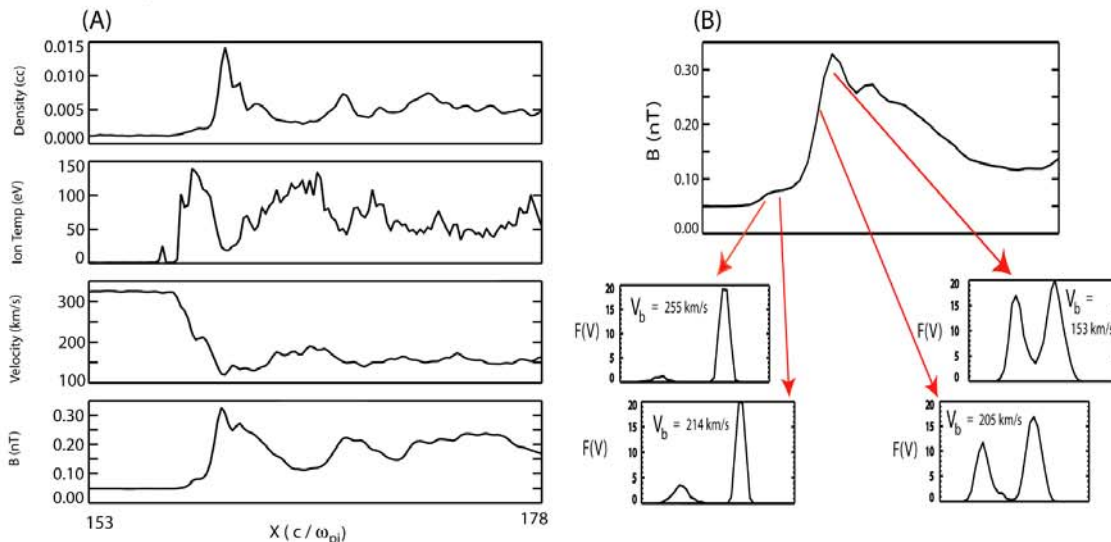 (A)
0.015
0.010
0.005
0.000
Density (cc)
150
100
50
0
Ion Temp (eV)
300
200
100
Velocity (km/s)
0.30
0.20
0.10
0.00
B (nT)
153
178
X ( c / ωpi)
(B)
0.30
0.20
0.10
0.00
B (nT)
20
15
10
5
0
F(V)
Vb = 255 km/s
20
15
10
5
0
F(V)
Vb =
153 km/s
20
15
10
5
0
F(V)
Vb = 214 km/s
20
15
10
5
0
F(V)
Vb = 205 km/s